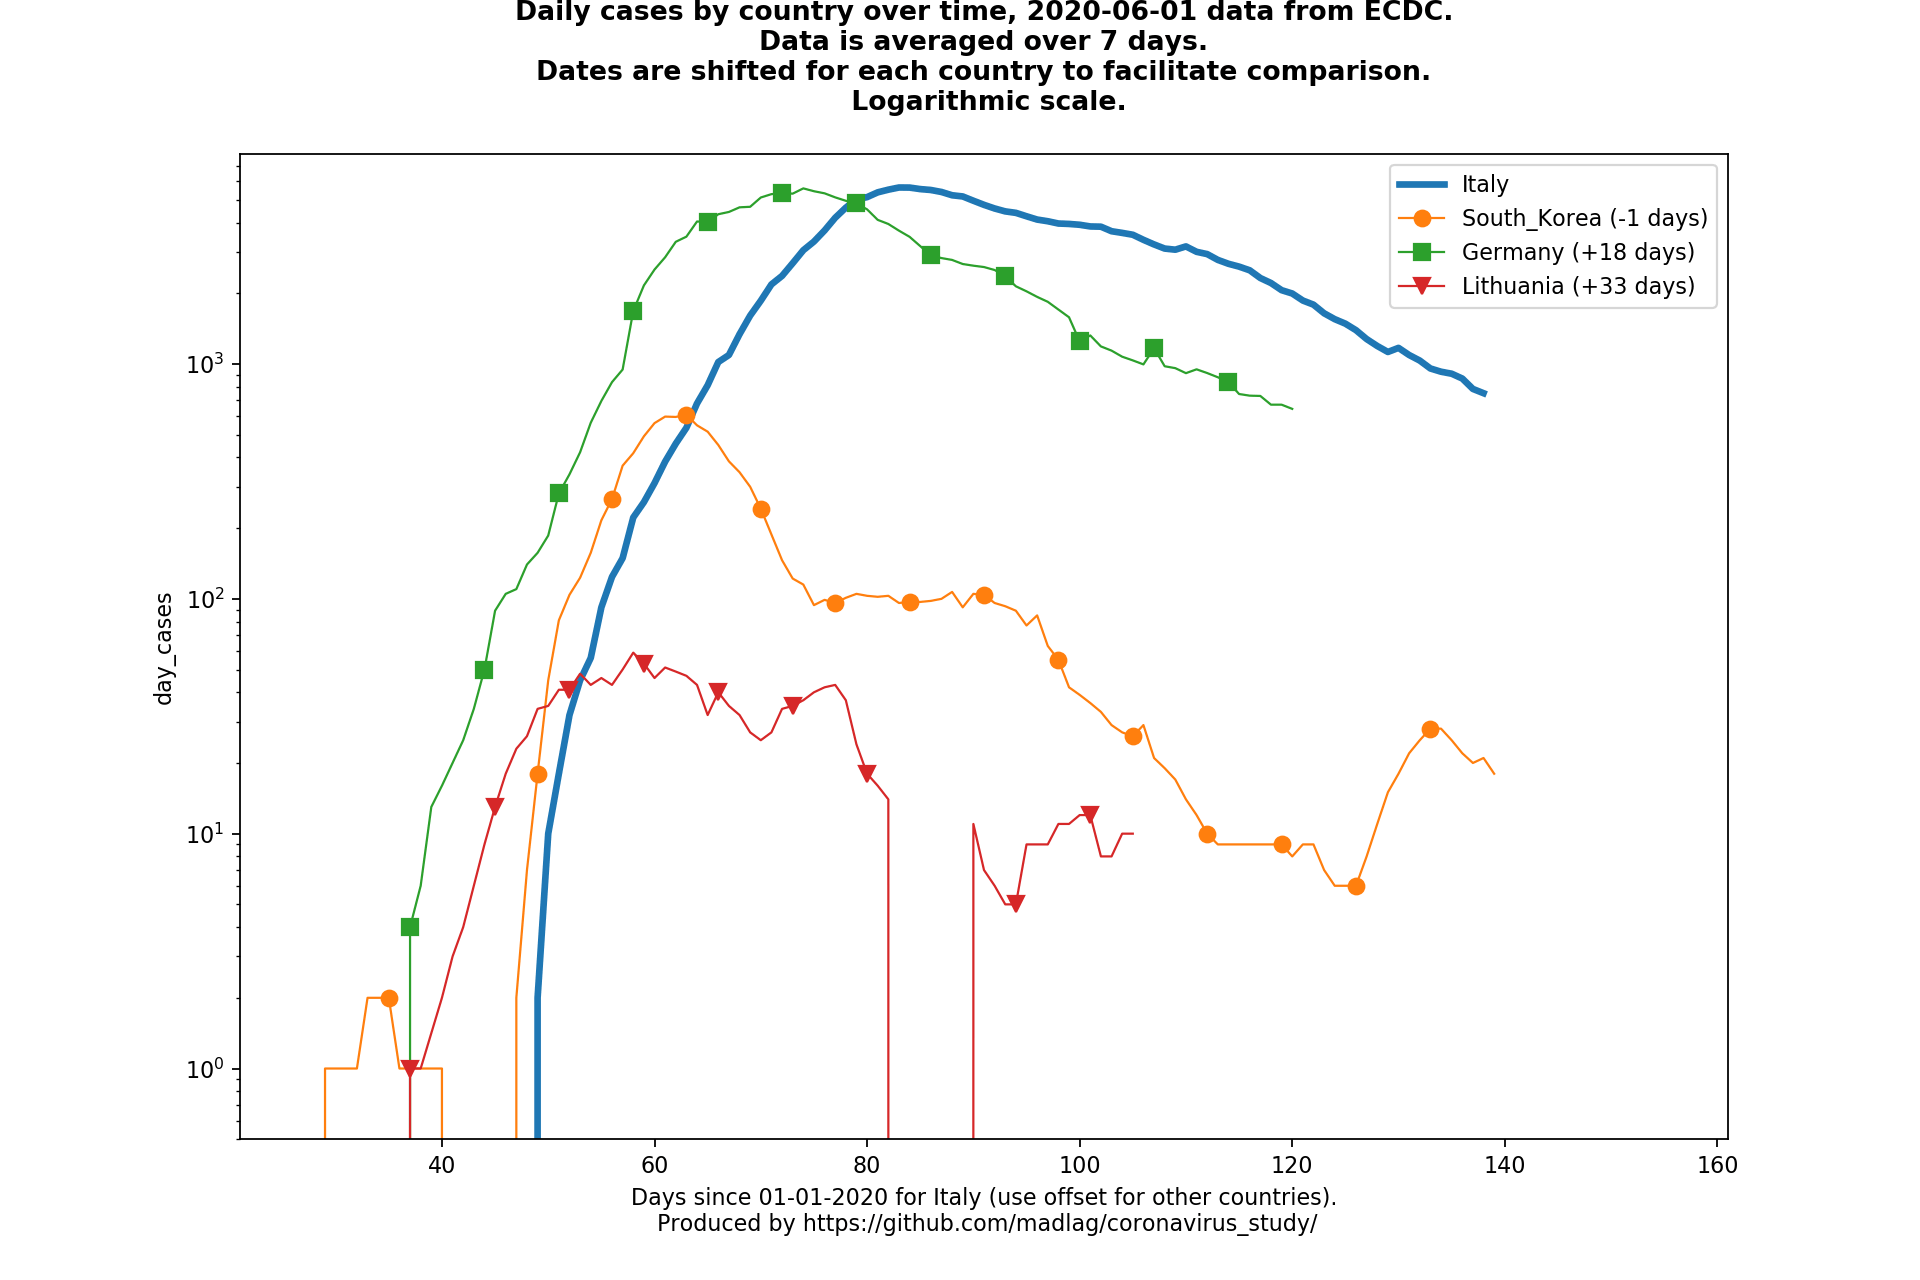 Daily cases by country over time, 2020-06-01 data from ECDC.
Data is averaged over 7 days.
Dates are shifted for each country to facilitate comparison.
Logarithmic scale.
Italy
South_Korea (-1 days)
Germany (+18 days)
Lithuania (+33 days)
day_cases
10³
10²
10¹
10⁰
40 60 80 100 120 140 160
Days since 01-01-2020 for Italy (use offset for other countries).
Produced by https://github.com/madlag/coronavirus_study/